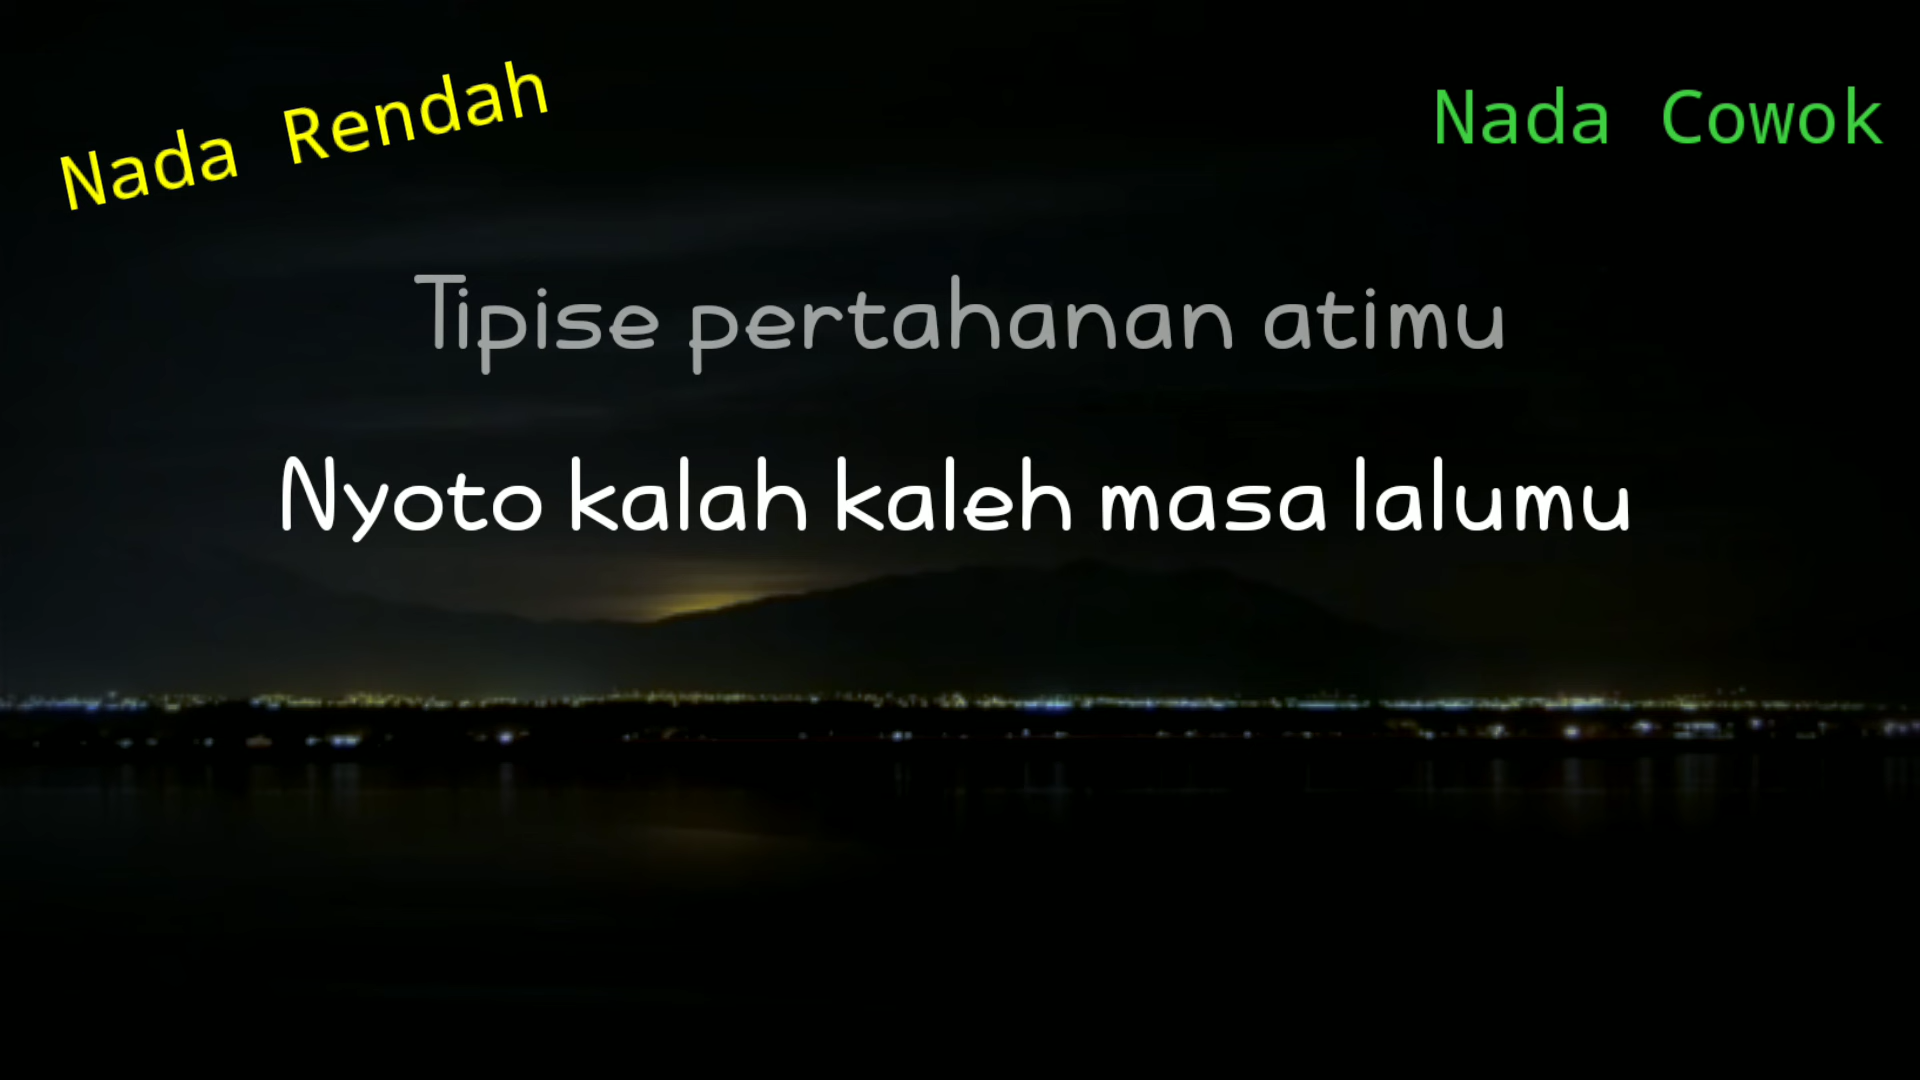 Nada Rendah
Nada Cowok
Tipise pertahanan atimu
Nyoto kalah kaleh masa lalumu